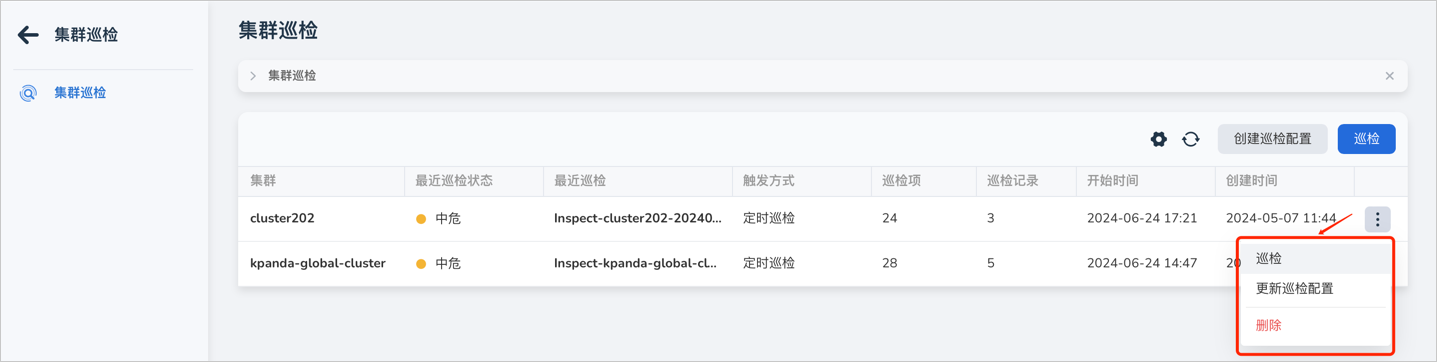 集群巡检
集群巡检
集群巡检
集群巡检
创建巡检配置 巡检
集群 最近巡检状态 最近巡检 触发方式 巡检项 巡检记录 开始时间 创建时间
cluster202 中危 Inspect-cluster202-20240... 定时巡检 24 3 2024-06-24 17:21 2024-05-07 11:44
kpanda-global-cluster 中危 Inspect-kpanda-global-cl... 定时巡检 28 5 2024-06-24 14:47 20
巡检
更新巡检配置
删除